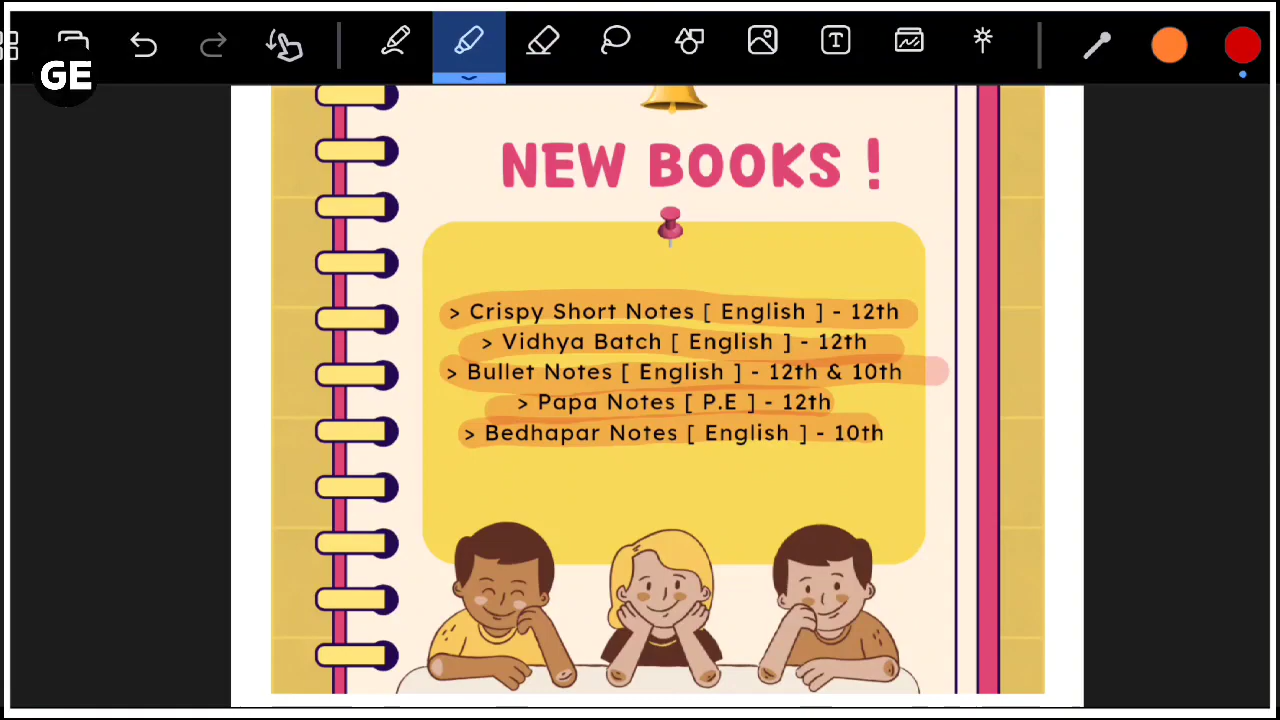 GE
T
NEW BOOKS !
> Crispy Short Notes [ English ] - 12th
> Vidhya Batch [ English ] - 12th
> Bullet Notes [ English ] - 12th & 10th
> Papa Notes [ P.E ] - 12th
> Bedhapar Notes [ English ] - 10th